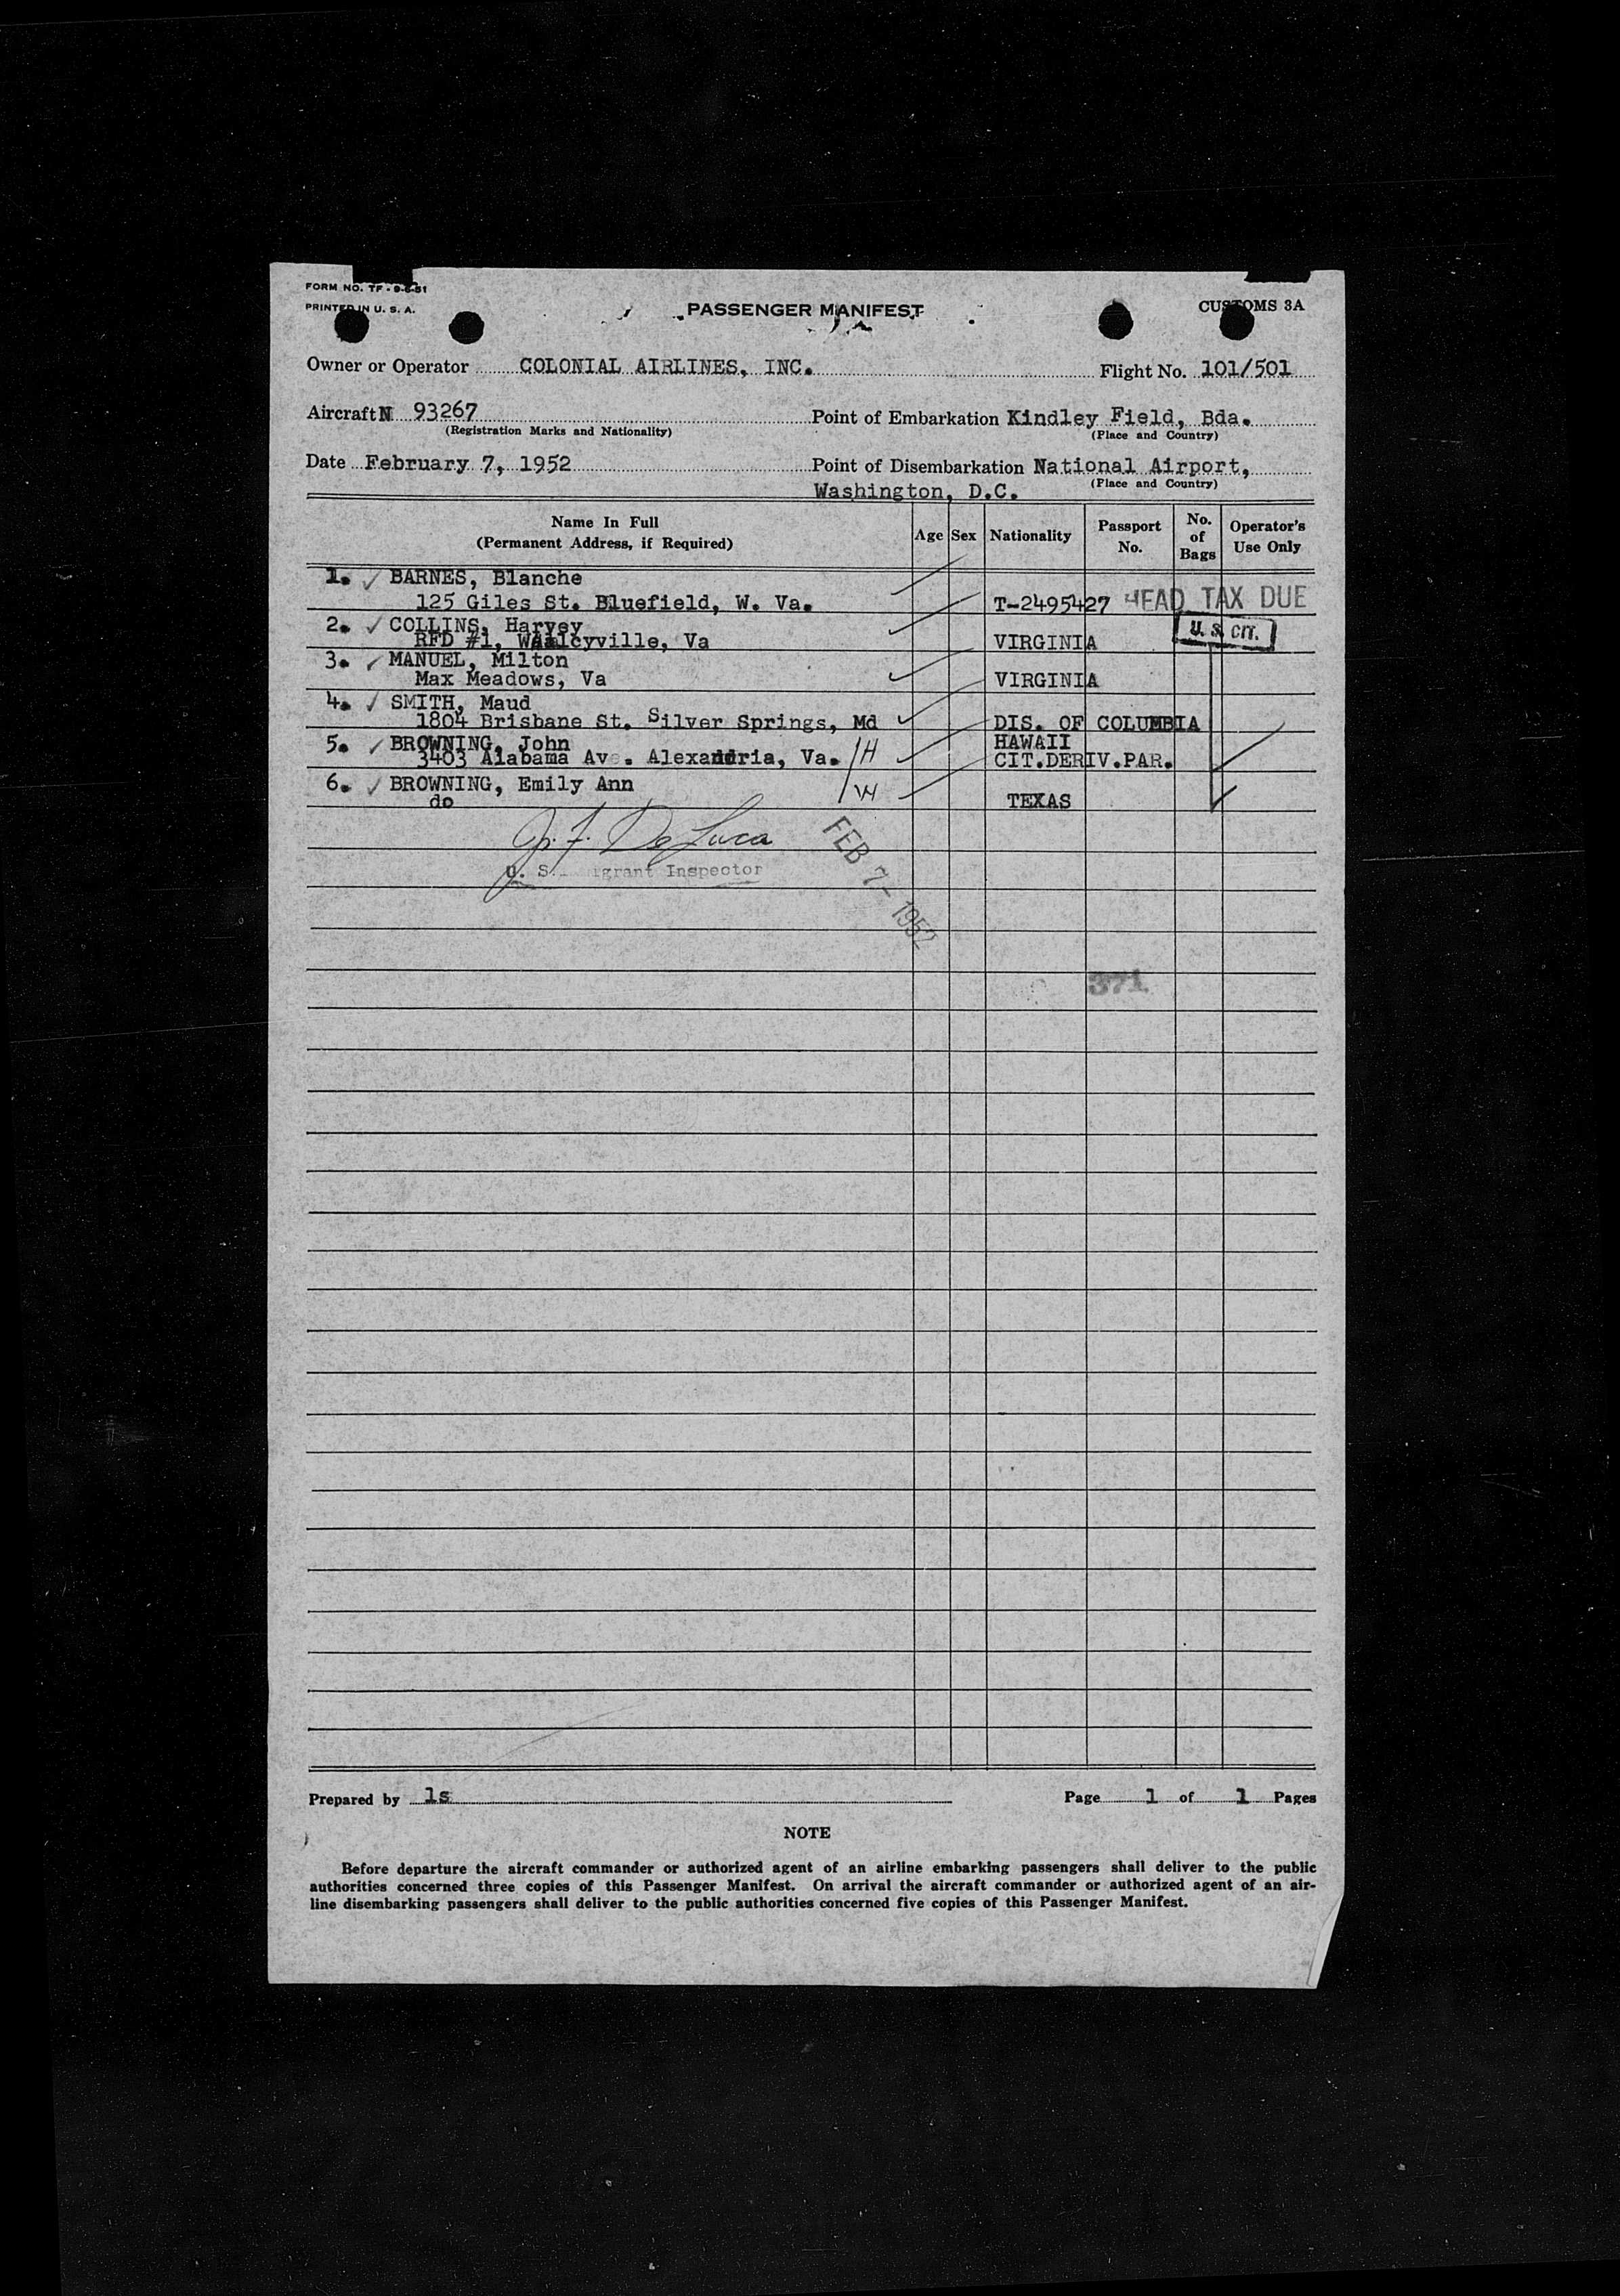 FORM NO. TF - 9-6-51
PRINTED IN U. S. A.
PASSENGER MANIFEST
CUSTOMS 3A
Owner or Operator COLONIAL AIRLINES, INC. Flight No. 101/501
Aircraft N 93267 Point of Embarkation Kindley Field, Bda.
(Registration Marks and Nationality) (Place and Country)
Date February 7, 1952 Point of Disembarkation National Airport,
Washington, D.C. (Place and Country)
Name In Full (Permanent Address, if Required) Age Sex Nationality Passport No. No. of Bags Operator's Use Only
1. ✓ BARNES, Blanche
125 Giles St. Bluefield, W. Va. T-2495427 HEAD TAX DUE
2. ✓ COLLINS, Harvey U. S. CIT.
RFD #1, VIRGINIA
3. ✓ MANUEL, Milton
Max Meadows, Va VIRGINIA
4. ✓ SMITH, Maud
1804 Brisbane St. Silver Springs, Md DIS. OF COLUMBIA
5. ✓ BROWNING, John /H HAWAII
3403 Alabama Ave. Alexandria, Va. CIT.DERIV.PAR.
6. ✓ BROWNING, Emily Ann /W
do TEXAS
De Luca
U. S. Inspector
FEB 7- 1952
371
Prepared by ls Page 1 of 1 Pages
NOTE
Before departure the aircraft commander or authorized agent of an airline embarking passengers shall deliver to the public
authorities concerned three copies of this Passenger Manifest. On arrival the aircraft commander or authorized agent of an air-
line disembarking passengers shall deliver to the public authorities concerned five copies of this Passenger Manifest.